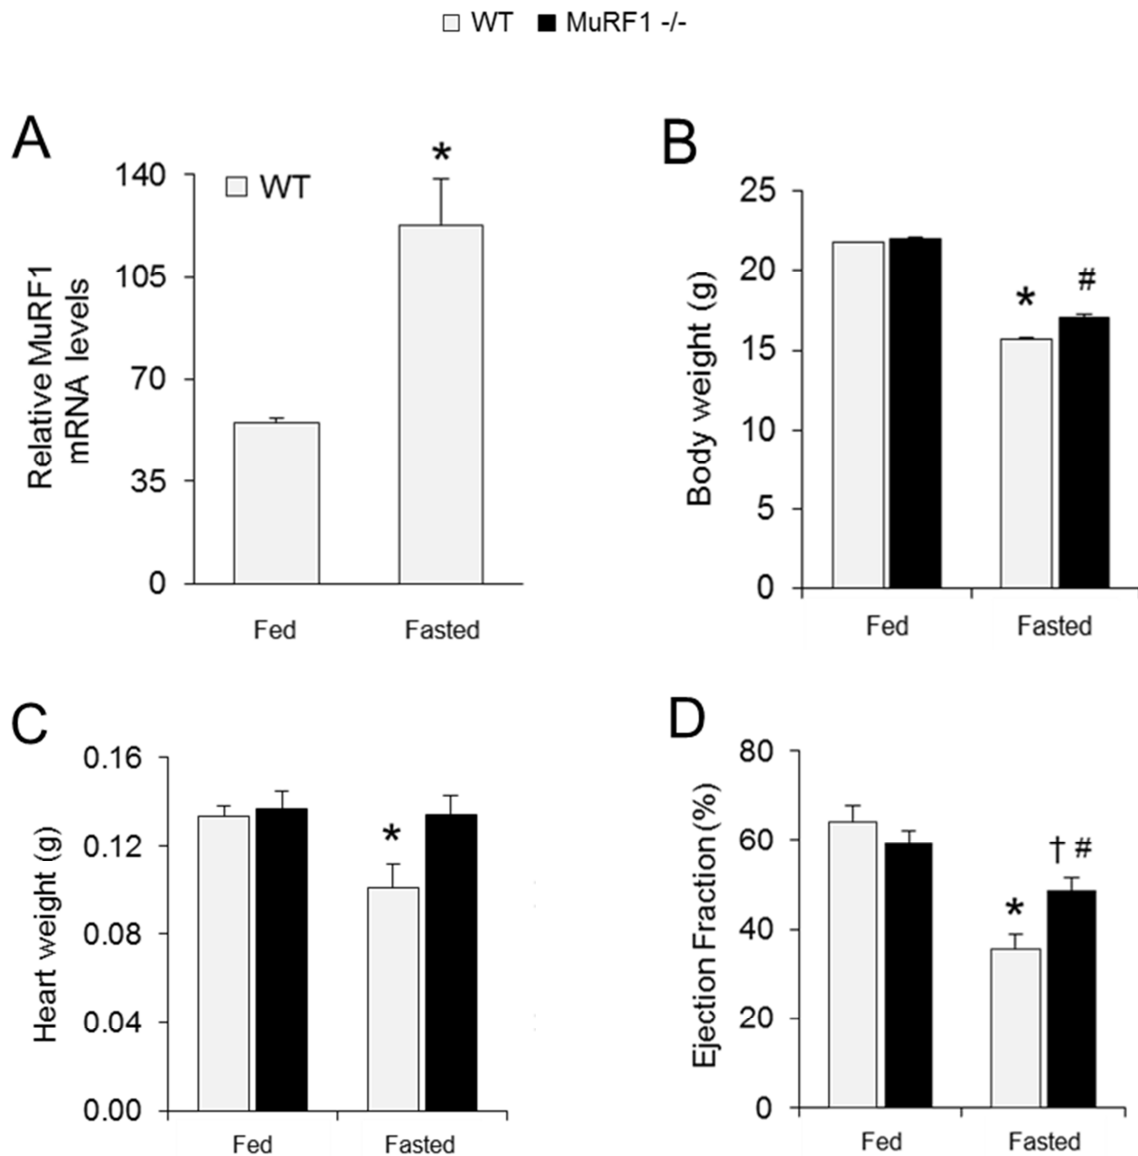 WT MuRF1 -/-
A
Relative MuRF1
mRNA levels
140
105
70
35
0
WT
*
Fed Fasted
B
Body weight (g)
25
20
15
10
5
0
* #
Fed Fasted
C
Heart weight (g)
0.16
0.12
0.08
0.04
0.00
*
Fed Fasted
D
Ejection Fraction (%)
80
60
40
20
0
* † #
Fed Fasted